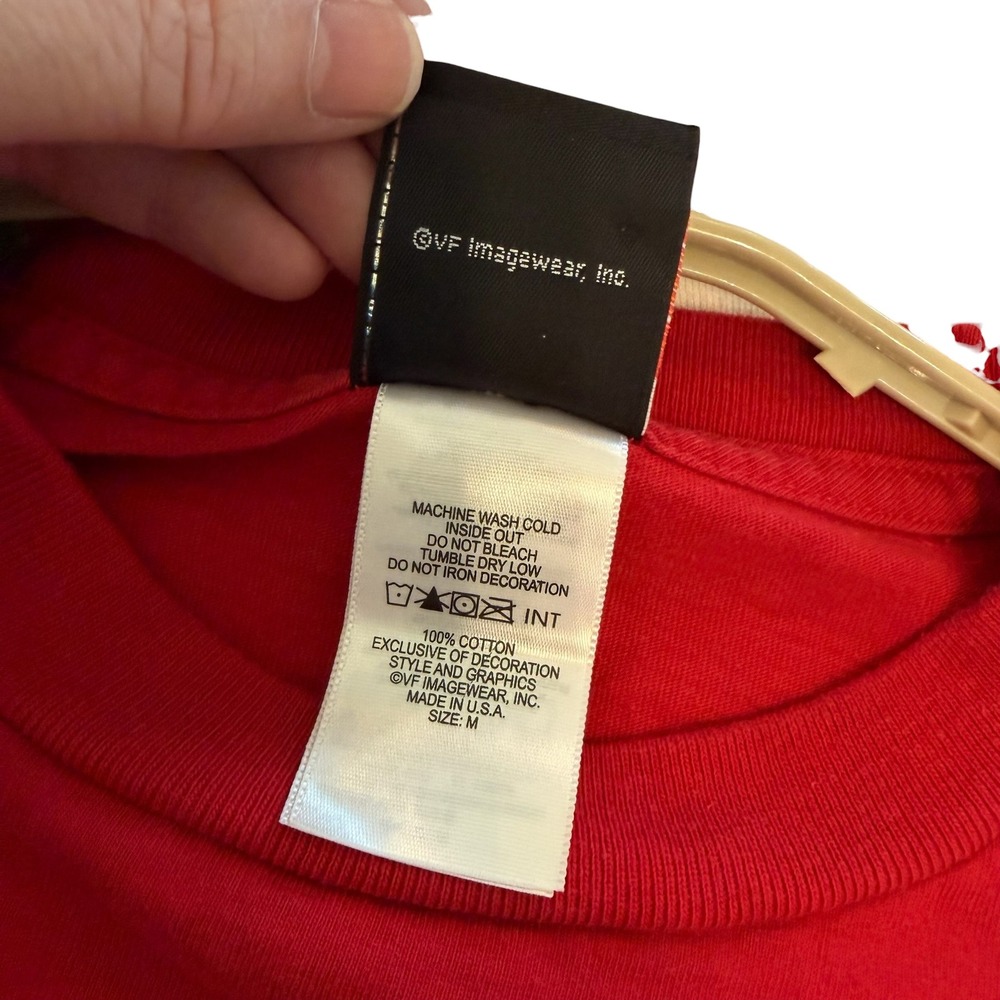 ©VF Imagewear, Inc.
MACHINE WASH COLD
INSIDE OUT
DO NOT BLEACH
TUMBLE DRY LOW
DO NOT IRON DECORATION
INT
100% COTTON
EXCLUSIVE OF DECORATION
STYLE AND GRAPHICS
©VF IMAGEWEAR, INC.
MADE IN U.S.A.
SIZE: M